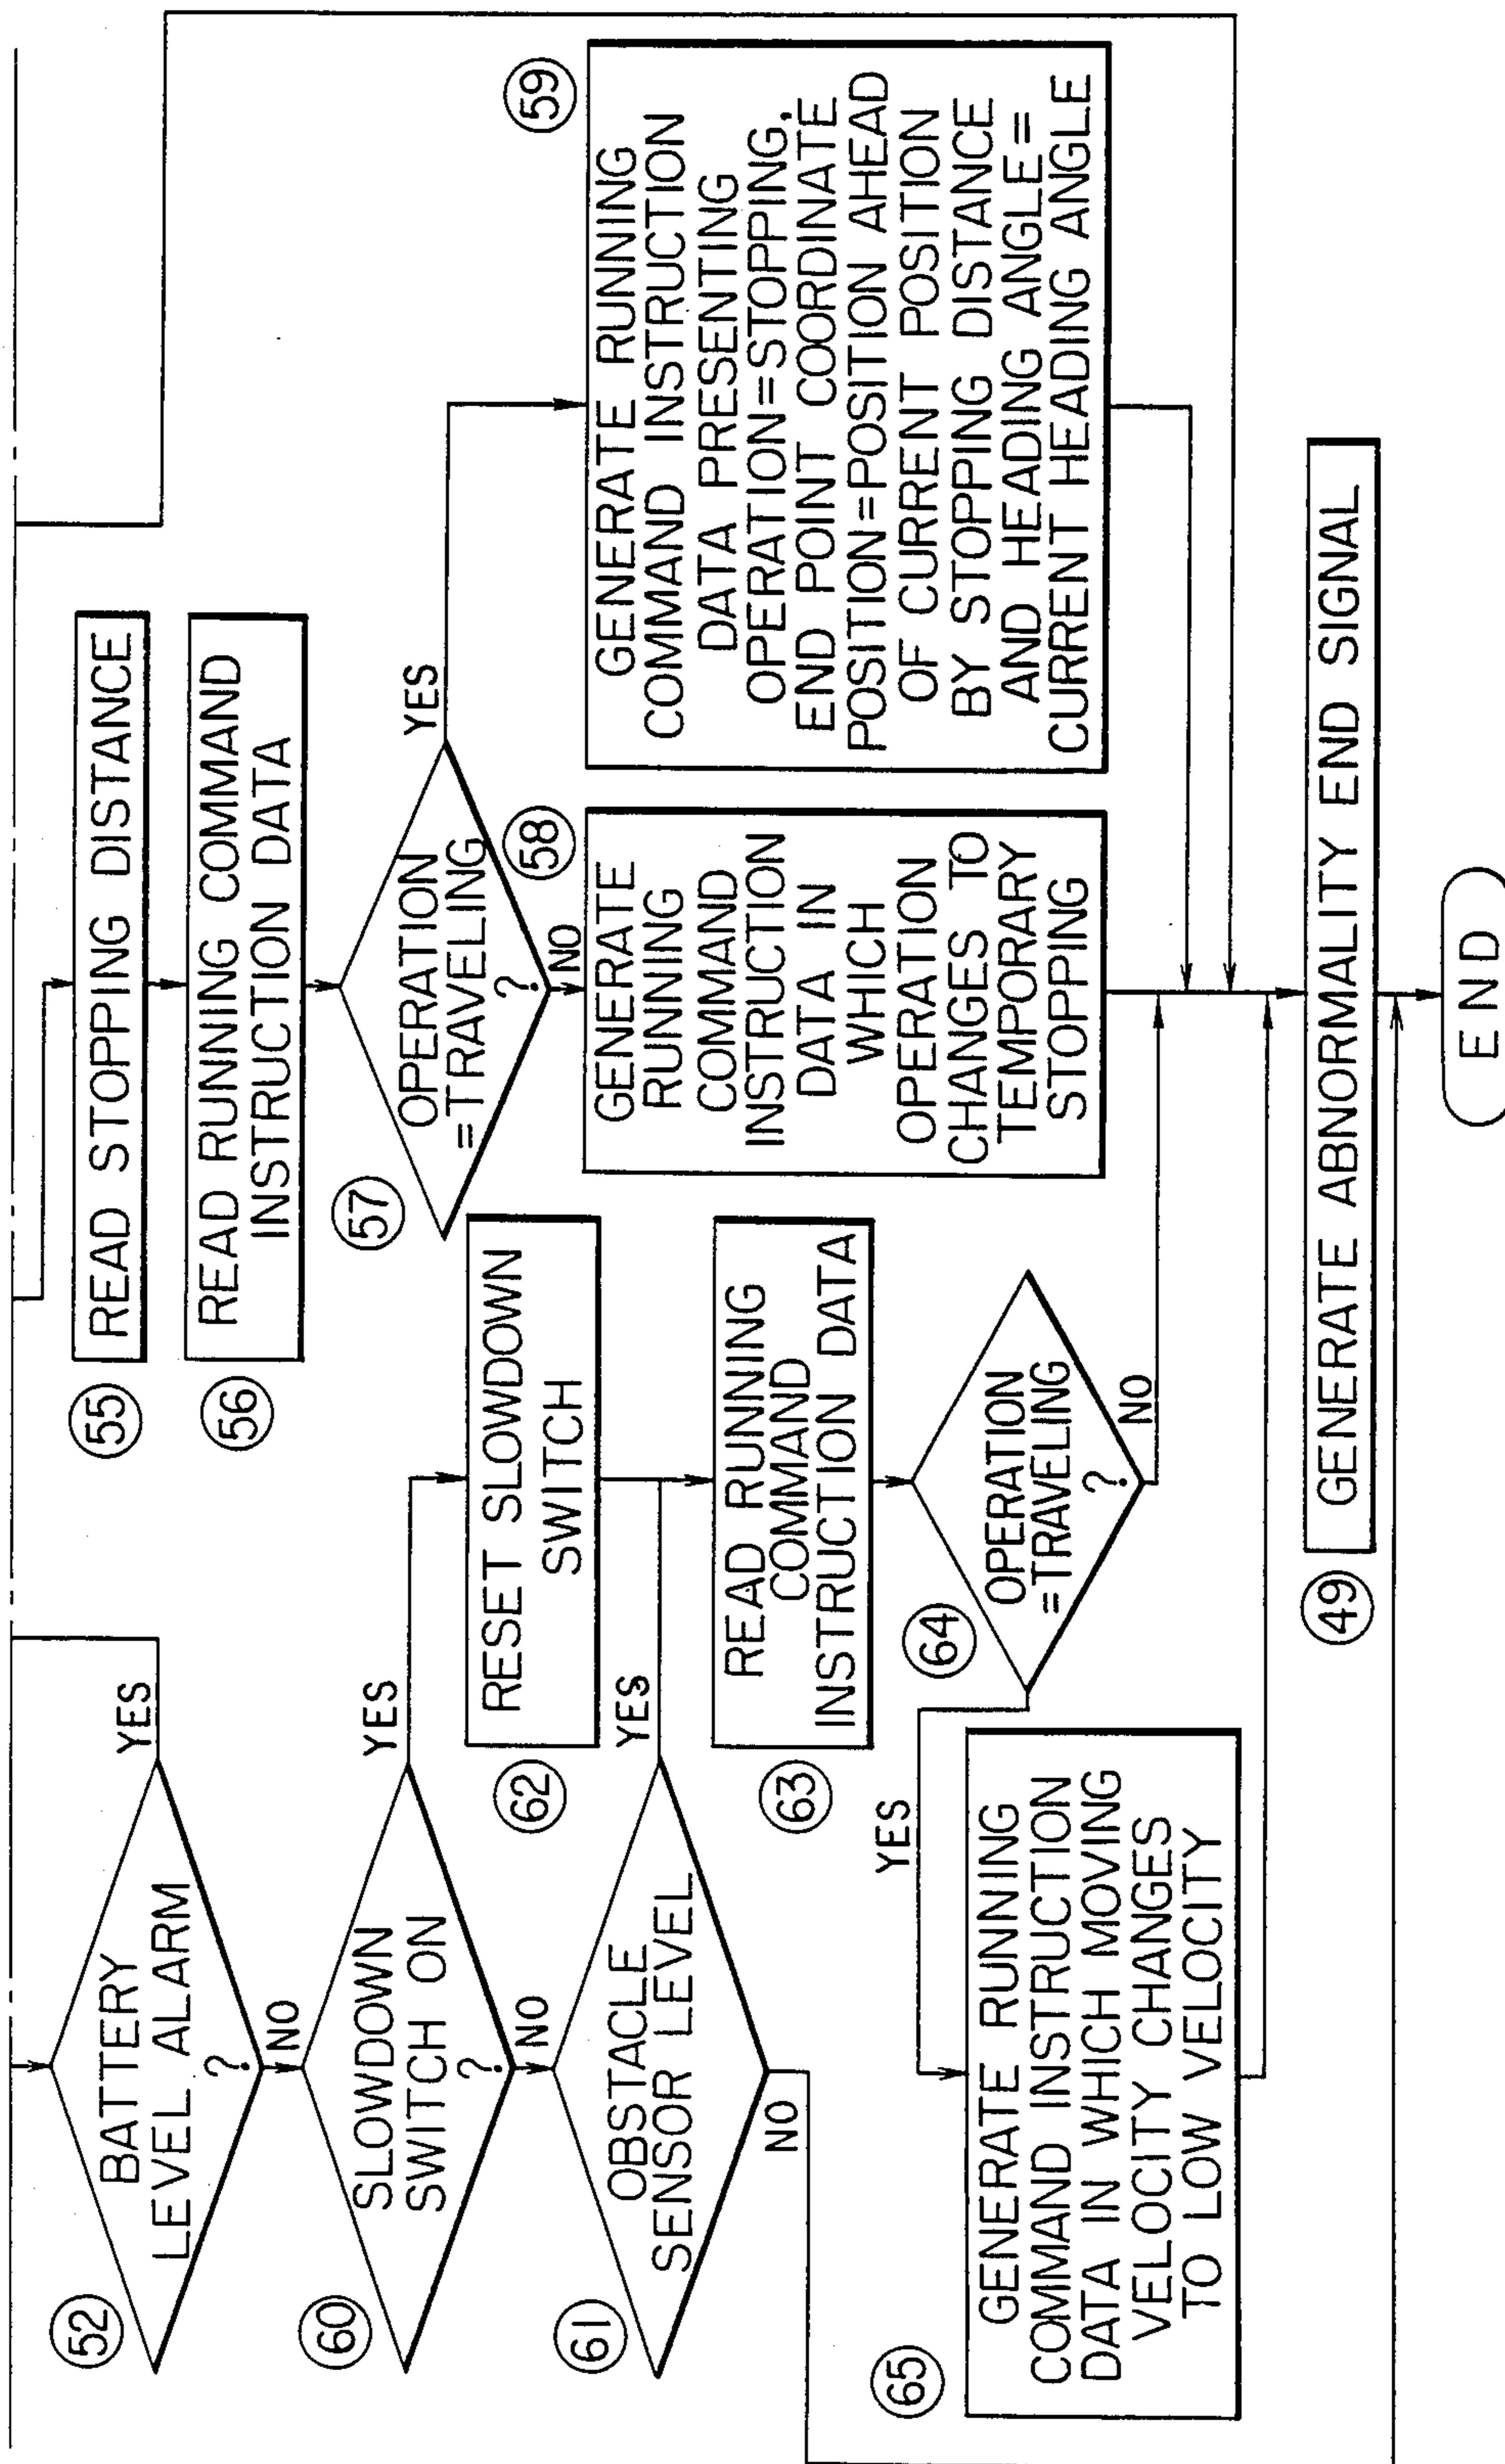 52
BATTERY
LEVEL ALARM
?
YES
NO
60
SLOWDOWN
SWITCH ON
?
YES
NO
61
OBSTACLE
SENSOR LEVEL
YES
NO
62
RESET SLOWDOWN
SWITCH
63
READ RUNNING
COMMAND
INSTRUCTION DATA
64
OPERATION
=TRAVELING
?
YES
NO
65
GENERATE RUNNING
COMMAND INSTRUCTION
DATA IN WHICH MOVING
VELOCITY CHANGES
TO LOW VELOCITY
55
READ STOPPING DISTANCE
56
READ RUNNING COMMAND
INSTRUCTION DATA
57
OPERATION
=TRAVELING
?
YES
NO
58
GENERATE
RUNNING
COMMAND
INSTRUCTION
DATA IN
WHICH
OPERATION
CHANGES TO
TEMPORARY
STOPPING
59
GENERATE RUNNING
COMMAND INSTRUCTION
DATA PRESENTING
OPERATION=STOPPING,
END POINT COORDINATE
POSITION=POSITION AHEAD
OF CURRENT POSITION
BY STOPPING DISTANCE
AND HEADING ANGLE=
CURRENT HEADING ANGLE
49
GENERATE ABNORMALITY END SIGNAL
END